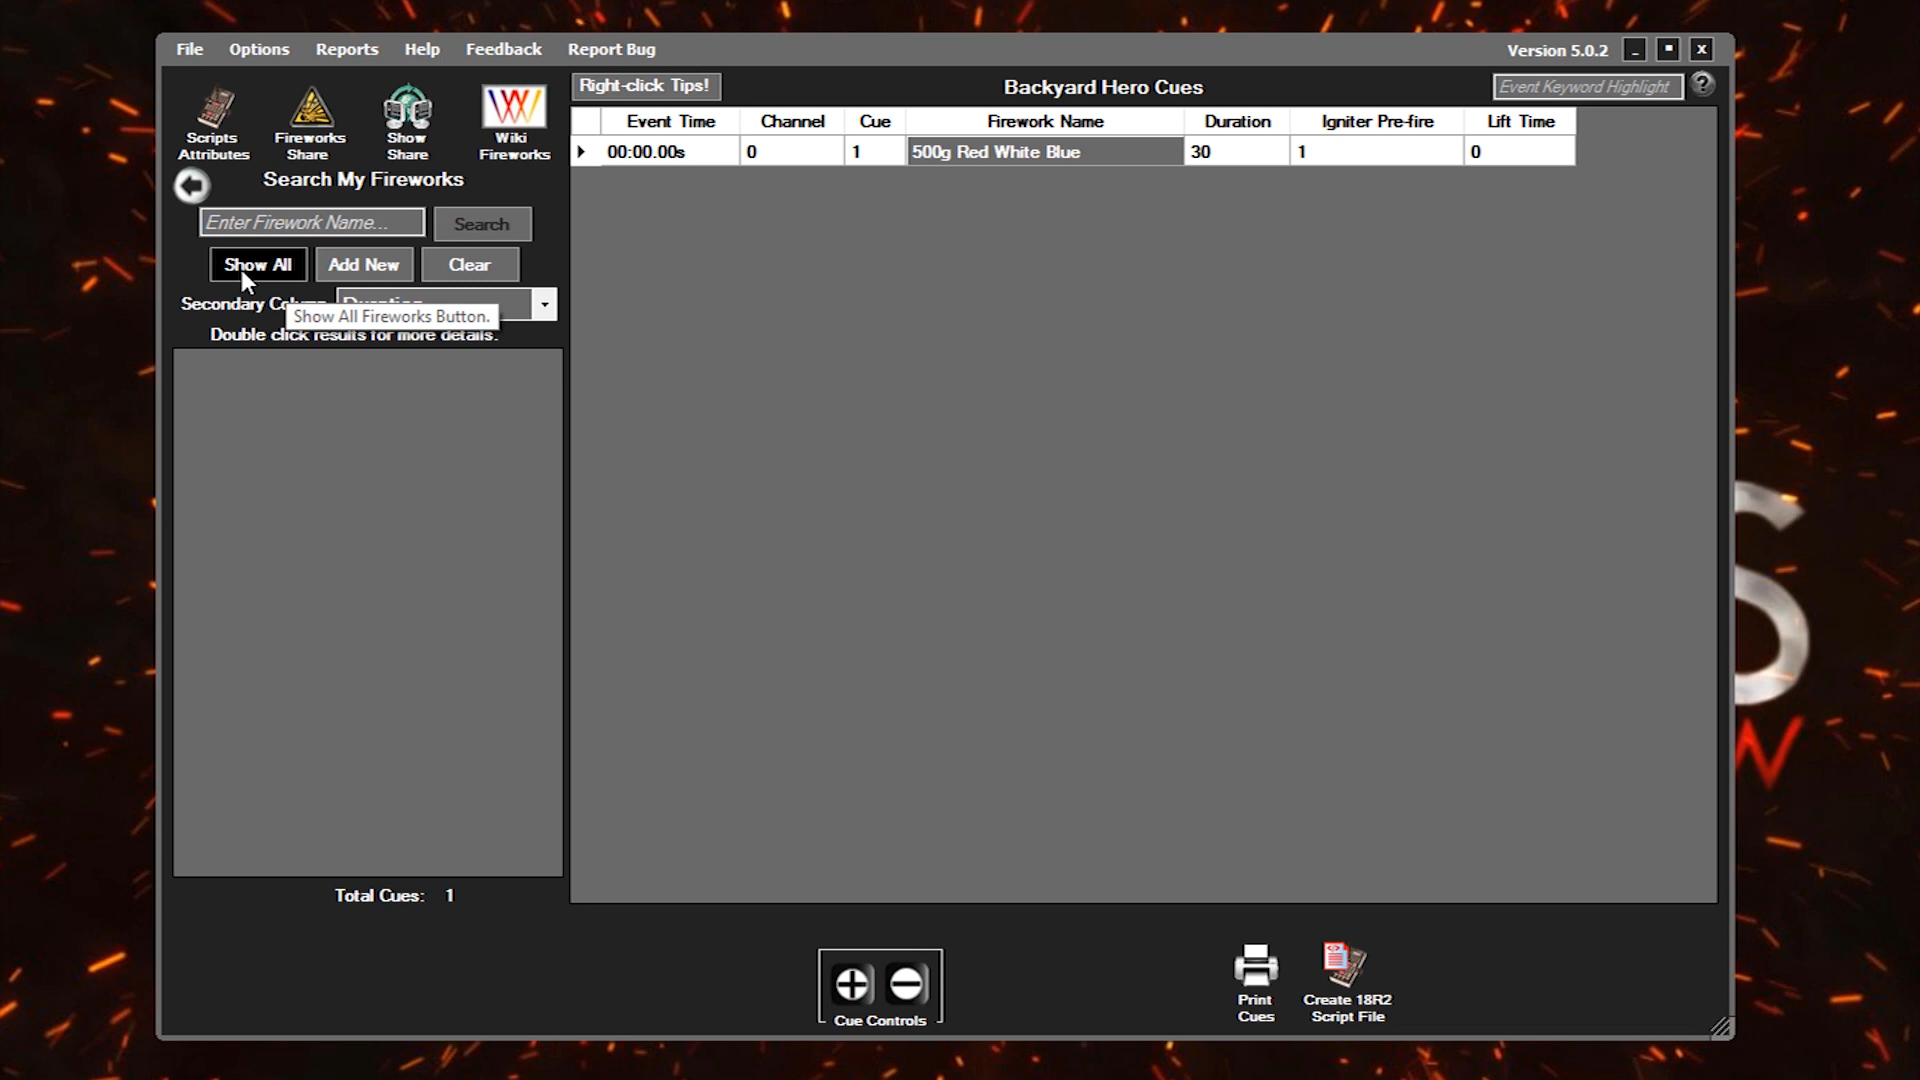 File Options Reports Help Feedback Report Bug Version 5.0.2
Right-click Tips! Backyard Hero Cues Event Keyword Highlight
Scripts Attributes
Fireworks Share
Show Share
Wiki Fireworks
Event Time Channel Cue Firework Name Duration Igniter Pre-fire Lift Time
00:00.00s 0 1 500g Red White Blue 30 1 0
Search My Fireworks
Enter Firework Name... Search
Show All Add New Clear
Secondary
Show All Fireworks Button.
Double click results for more details.
Total Cues: 1
Cue Controls
Print Cues
Create 18R2 Script File
S
W